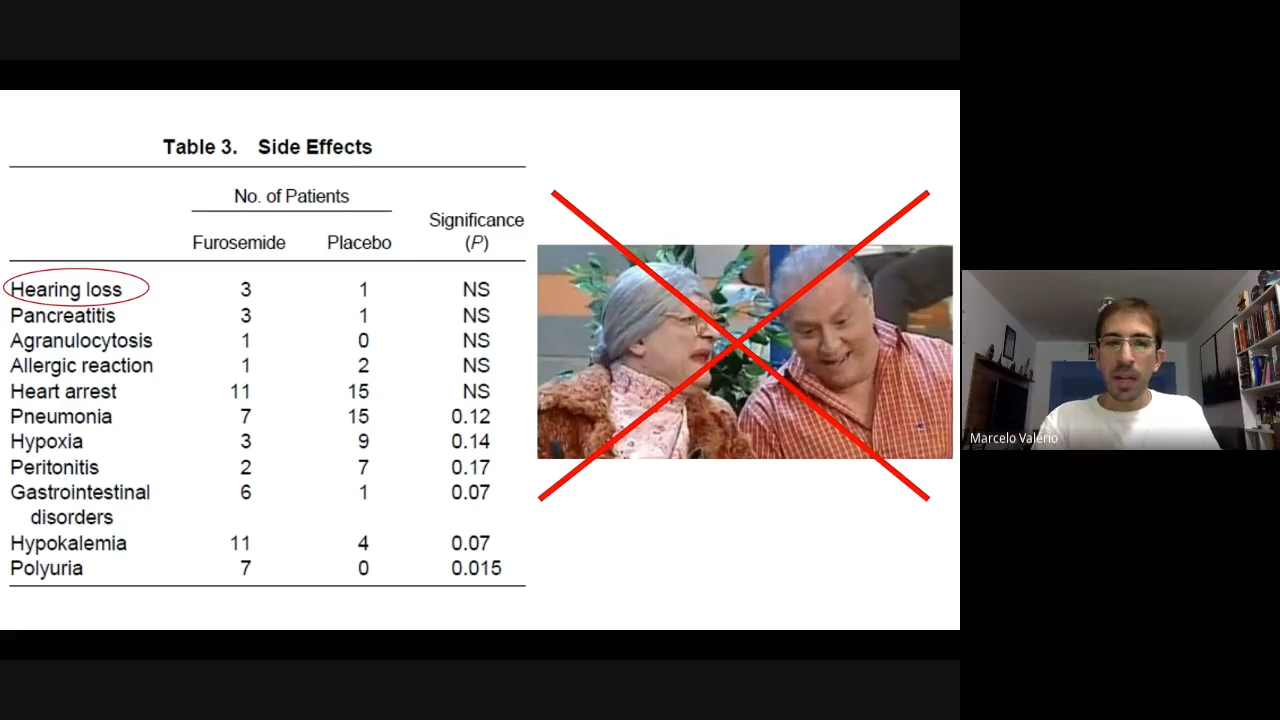 Table 3. Side Effects
No. of Patients
Significance
Furosemide Placebo (P)
Hearing loss 3 1 NS
Pancreatitis 3 1 NS
Agranulocytosis 1 0 NS
Allergic reaction 1 2 NS
Heart arrest 11 15 NS
Pneumonia 7 15 0.12
Hypoxia 3 9 0.14
Peritonitis 2 7 0.17
Gastrointestinal 6 1 0.07
disorders
Hypokalemia 11 4 0.07
Polyuria 7 0 0.015
Marcelo Valério